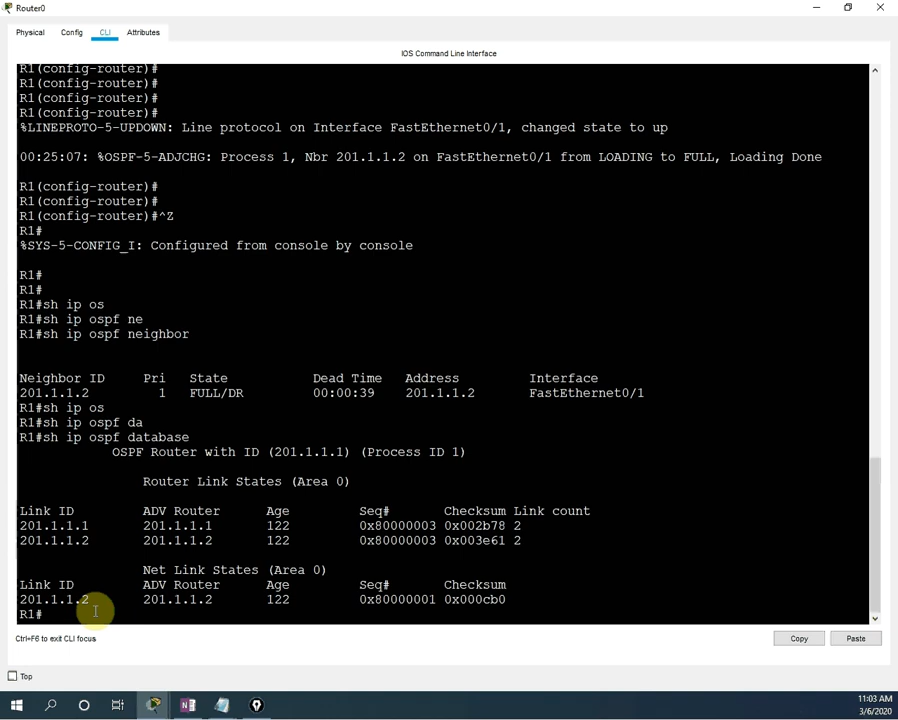 Router0
Physical Config CLI Attributes
IOS Command Line Interface
R1(config-router)#
R1(config-router)#
R1(config-router)#
R1(config-router)#
%LINEPROTO-5-UPDOWN: Line protocol on Interface FastEthernet0/1, changed state to up
00:25:07: %OSPF-5-ADJCHG: Process 1, Nbr 201.1.1.2 on FastEthernet0/1 from LOADING to FULL, Loading Done
R1(config-router)#
R1(config-router)#
R1(config-router)#^Z
R1#
%SYS-5-CONFIG_I: Configured from console by console
R1#
R1#
R1#sh ip os
R1#sh ip ospf ne
R1#sh ip ospf neighbor
Neighbor ID Pri State Dead Time Address Interface
201.1.1.2 1 FULL/DR 00:00:39 201.1.1.2 FastEthernet0/1
R1#sh ip os
R1#sh ip ospf da
R1#sh ip ospf database
OSPF Router with ID (201.1.1.1) (Process ID 1)
Router Link States (Area 0)
Link ID ADV Router Age Seq# Checksum Link count
201.1.1.1 201.1.1.1 122 0x80000003 0x002b78 2
201.1.1.2 201.1.1.2 122 0x80000003 0x003e61 2
Net Link States (Area 0)
Link ID ADV Router Age Seq# Checksum
201.1.1.2 201.1.1.2 122 0x80000001 0x000cb0
R1#
Ctrl+F6 to exit CLI focus
Copy Paste
Top
11:03 AM
3/6/2020